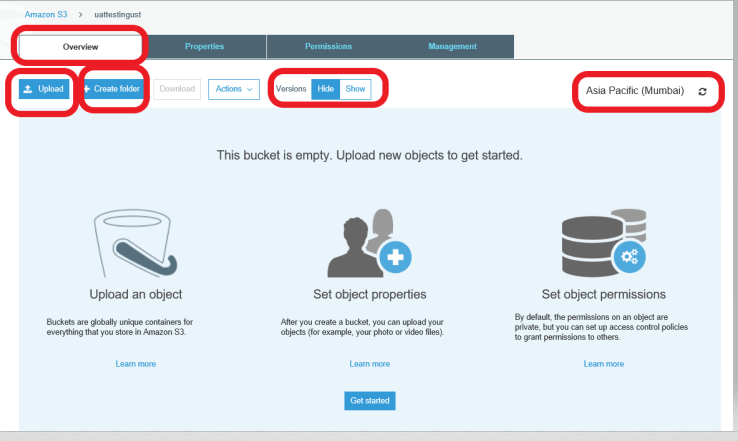 Amazon S3 > uattestingust
Overview Properties Permissions Management
Upload + Create folder Download Actions Versions Hide Show Asia Pacific (Mumbai)
This bucket is empty. Upload new objects to get started.
Upload an object
Buckets are globally unique containers for
everything that you store in Amazon S3.
Learn more
Set object properties
After you create a bucket, you can upload your
objects (for example, your photo or video files).
Learn more
Set object permissions
By default, the permissions on an object are
private, but you can set up access control policies
to grant permissions to others.
Learn more
Get started